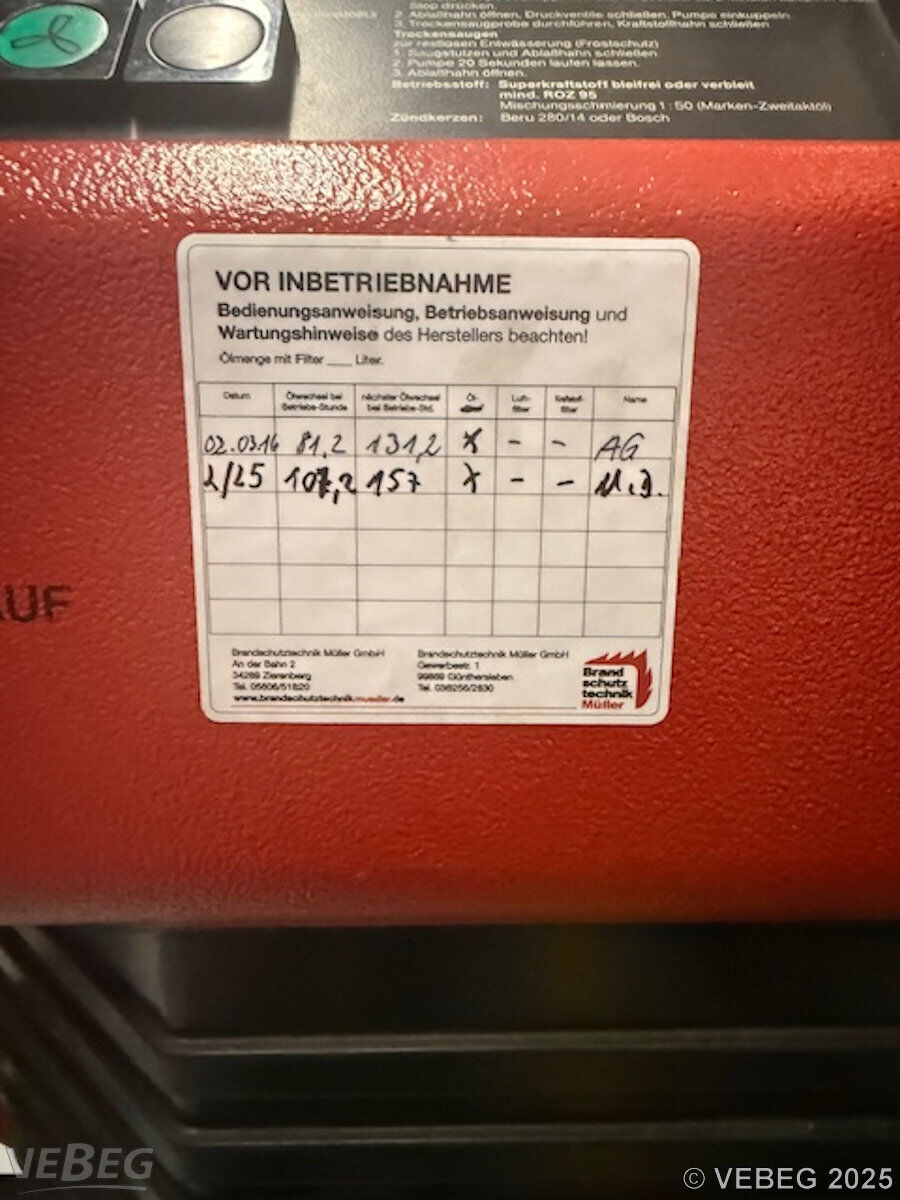 Stop drücken.
2. Ablaßhahn öffnen, Druckventile schließen, Pumpe einkuppeln.
3. Trockensaugprobe durchführen, Kraftstoffhahn schließen
Trockensaugen
zur restlosen Entwässerung (Frostschutz)
1. Saugstutzen und Ablaßhahn schließen.
2. Pumpe 20 Sekunden laufen lassen.
3. Ablaßhahn öffnen.
Betriebsstoff: Superkraftstoff bleifrei oder verbleit
mind. ROZ 95
Mischungsschmierung 1:50 (Marken-Zweitaktöl)
Zündkerzen: Beru 280/14 oder Bosch
VOR INBETRIEBNAHME
Bedienungsanweisung, Betriebsanweisung und
Wartungshinweise des Herstellers beachten!
Ölmenge mit Filter ___ Liter.
Datum Ölwechsel bei Betriebs-Stunde nächster Ölwechsel bei Betriebs-Std. Öl- Luft-filter Kraftstoff-filter Name
02.03.16 81,2 131,2 x - - AG
2/25 107,2 157 x - - M.D.
AUF
Brandschutztechnik Müller GmbH
An der Bahn 2
34289 Zierenberg
Tel. 05606/51820
www.brandschutztechnikmueller.de
Brandschutztechnik Müller GmbH
Gewerbestr. 1
99869 Günthersleben
Tel. 036256/2830
Brand
schutz
technik
Müller
VEBEG
© VEBEG 2025